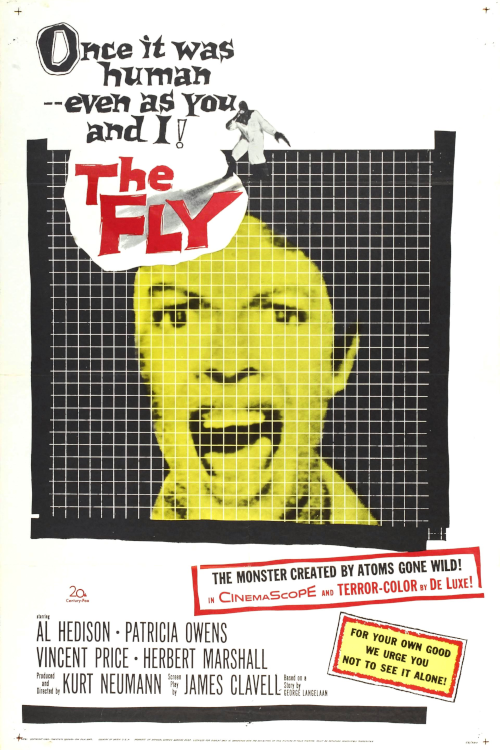 Once it was
human
--even as you
and I!
The
FLY
THE MONSTER CREATED BY ATOMS GONE WILD!
IN CINEMASCOPE AND TERROR-COLOR BY DE LUXE!
20th
Century-Fox
starring
AL HEDISON · PATRICIA OWENS
VINCENT PRICE · HERBERT MARSHALL
Produced and Directed by KURT NEUMANN Screen Play by JAMES CLAVELL Based on a Story by GEORGE LANGELAAN
FOR YOUR OWN GOOD
WE URGE YOU
NOT TO SEE IT ALONE!